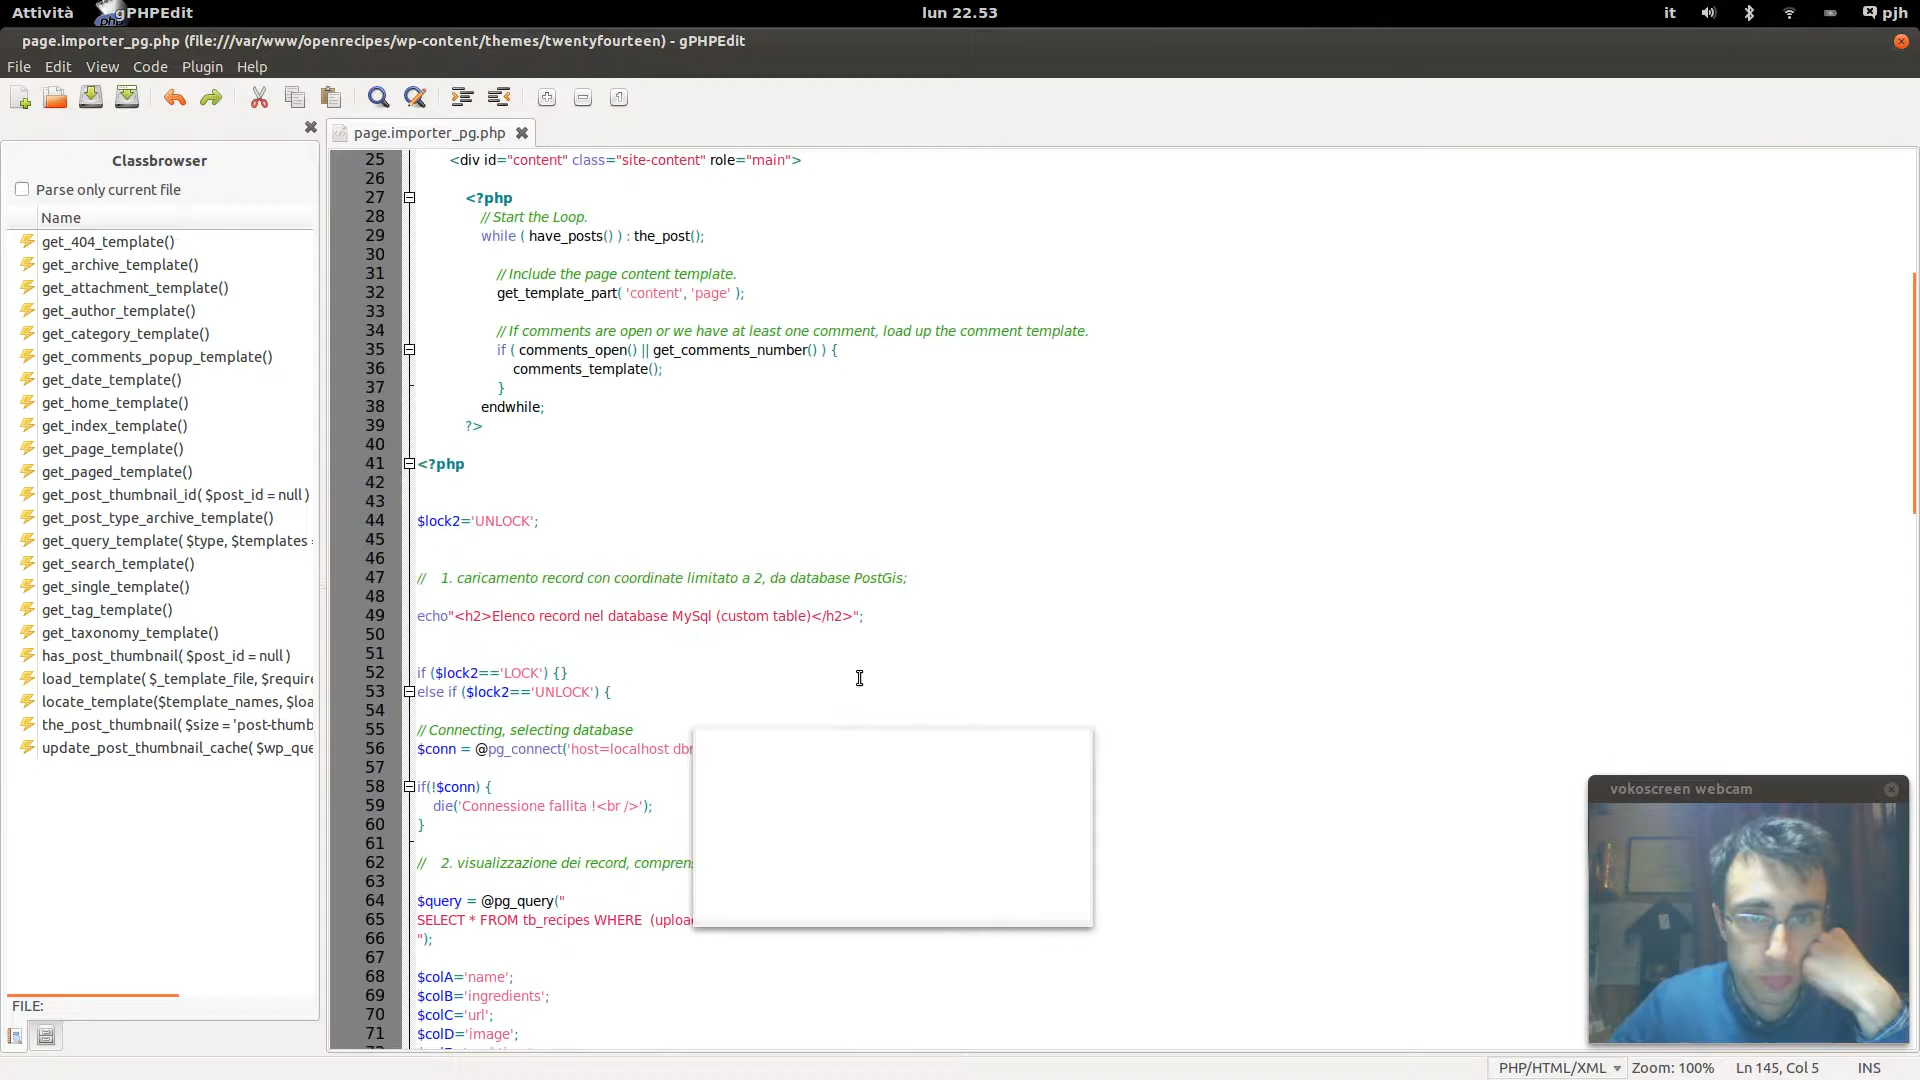 Attività
gPHPEdit
lun 22.53
it
pjh
page.importer_pg.php (file:///var/www/openrecipes/wp-content/themes/twentyfourteen) - gPHPEdit
File Edit View Code Plugin Help
Classbrowser
Parse only current file
Name
get_404_template()
get_archive_template()
get_attachment_template()
get_author_template()
get_category_template()
get_comments_popup_template()
get_date_template()
get_home_template()
get_index_template()
get_page_template()
get_paged_template()
get_post_thumbnail_id( $post_id = null )
get_post_type_archive_template()
get_query_template( $type, $templates =
get_search_template()
get_single_template()
get_tag_template()
get_taxonomy_template()
has_post_thumbnail( $post_id = null )
load_template( $_template_file, $require
locate_template($template_names, $loa
the_post_thumbnail( $size = 'post-thumb
update_post_thumbnail_cache( $wp_que
FILE:
page.importer_pg.php
25 <div id="content" class="site-content" role="main">
26
27 <?php
28 // Start the Loop.
29 while ( have_posts() ) : the_post();
30
31 // Include the page content template.
32 get_template_part( 'content', 'page' );
33
34 // If comments are open or we have at least one comment, load up the comment template.
35 if ( comments_open() || get_comments_number() ) {
36 comments_template();
37 }
38 endwhile;
39 ?>
40
41 <?php
42
43
44 $lock2='UNLOCK';
45
46
47 // 1. caricamento record con coordinate limitato a 2, da database PostGis;
48
49 echo"<h2>Elenco record nel database MySql (custom table)</h2>";
50
51
52 if ($lock2=='LOCK') {}
53 else if ($lock2=='UNLOCK') {
54
55 // Connecting, selecting database
56 $conn = @pg_connect('host=localhost
57
58 if(!$conn) {
59 die('Connessione fallita !<br />');
60 }
61
62 // 2. visualizzazione dei record,
63
64 $query = @pg_query("
65 SELECT * FROM tb_recipes WHERE
66 ");
67
68 $colA='name';
69 $colB='ingredients';
70 $colC='url';
71 $colD='image';
vokoscreen webcam
PHP/HTML/XML Zoom: 100% Ln 145, Col 5 INS